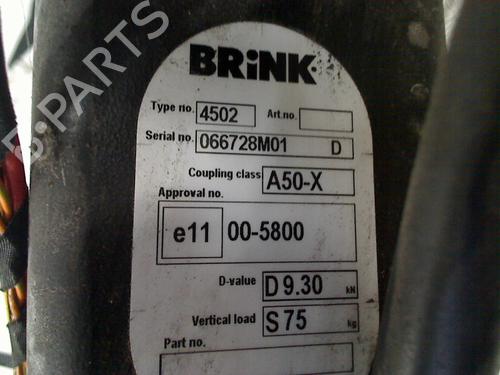 BRINK
Type no. 4502 Art.no.
Serial no. 066728M01 D
Coupling class A50-X
Approval no.
e11 00-5800
D-value D 9.30 kN
Vertical load S 75 kg
Part no.
B-PARTS